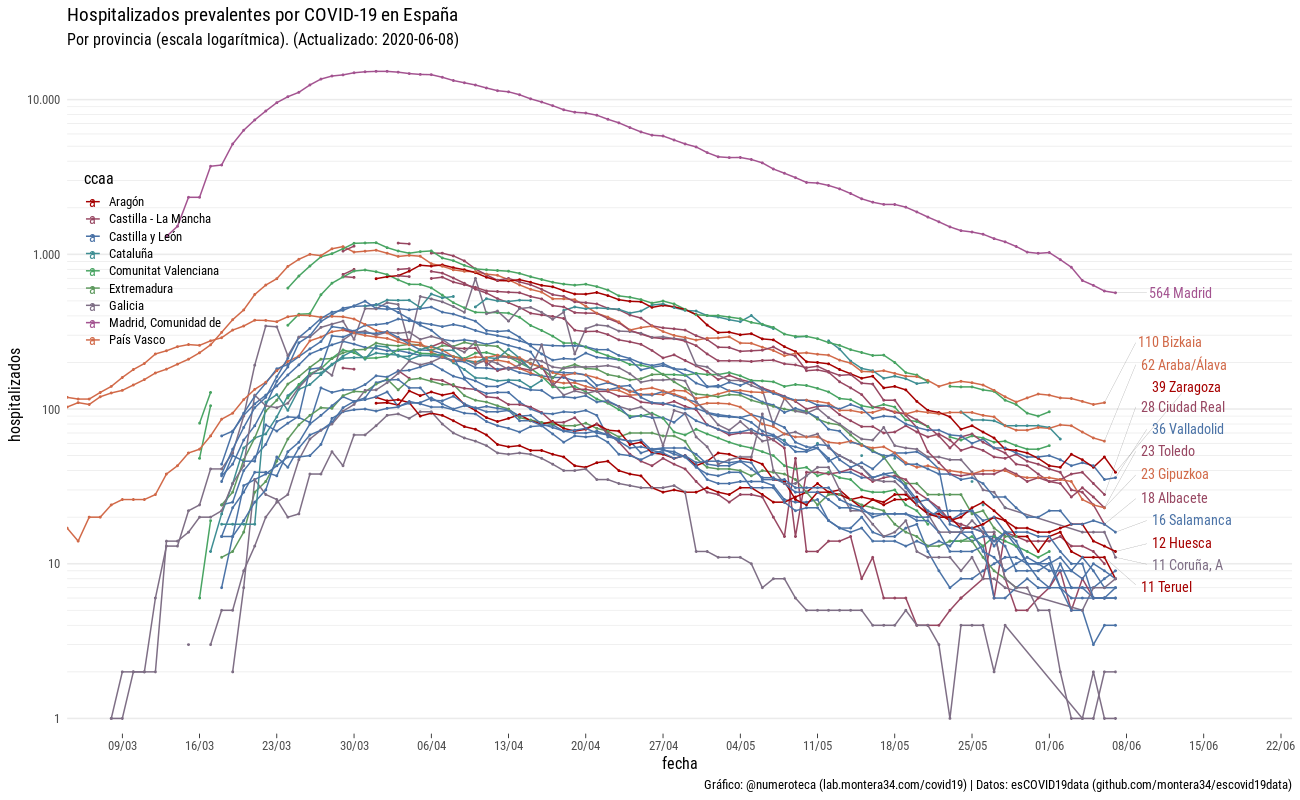 Hospitalizados prevalentes por COVID-19 en España
Por provincia (escala logarítmica). (Actualizado: 2020-06-08)
10.000
1.000
100
10
1
hospitalizados
ccaa
Aragón
Castilla - La Mancha
Castilla y León
Cataluña
Comunitat Valenciana
Extremadura
Galicia
Madrid, Comunidad de
País Vasco
564 Madrid
110 Bizkaia
62 Araba/Álava
39 Zaragoza
28 Ciudad Real
36 Valladolid
23 Toledo
23 Gipuzkoa
18 Albacete
16 Salamanca
12 Huesca
11 Coruña, A
11 Teruel
09/03 16/03 23/03 30/03 06/04 13/04 20/04 27/04 04/05 11/05 18/05 25/05 01/06 08/06 15/06 22/06
fecha
Gráfico: @numeroteca (lab.montera34.com/covid19) | Datos: esCOVID19data (github.com/montera34/escovid19data)